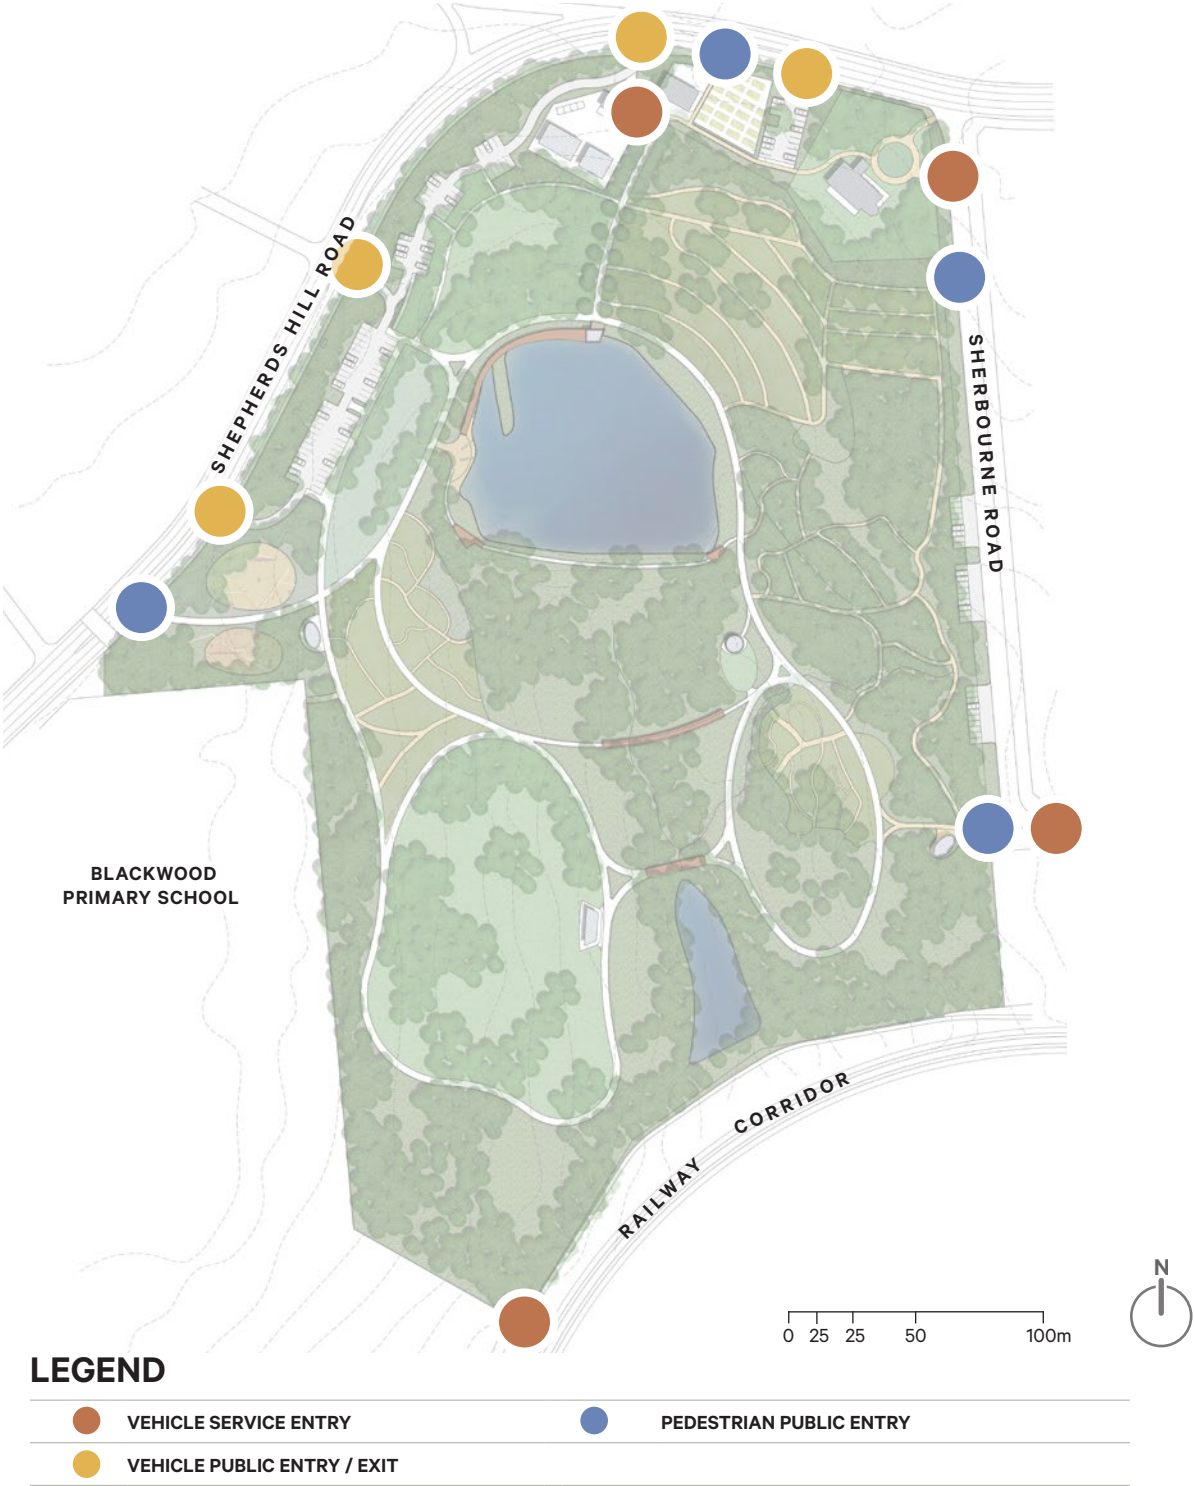 SHEPHERDS HILL ROAD
SHERBOURNE ROAD
BLACKWOOD
PRIMARY SCHOOL
RAILWAY CORRIDOR
N
0 25 25 50 100m
LEGEND
VEHICLE SERVICE ENTRY
PEDESTRIAN PUBLIC ENTRY
VEHICLE PUBLIC ENTRY / EXIT